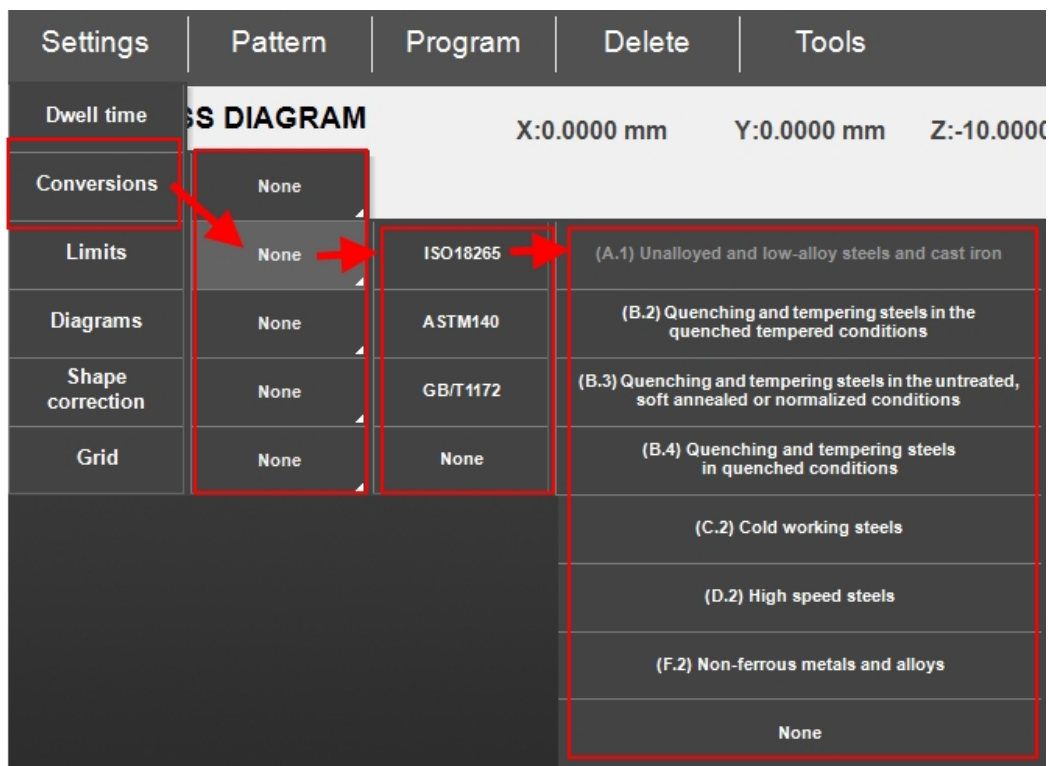 Settings Pattern Program Delete Tools
Dwell time
SS DIAGRAM
X:0.0000 mm Y:0.0000 mm Z:-10.0000
Conversions
Limits
Diagrams
Shape
correction
Grid
None
None
None
None
None
ISO18265
ASTM140
GB/T1172
None
(A.1) Unalloyed and low-alloy steels and cast iron
(B.2) Quenching and tempering steels in the
quenched tempered conditions
(B.3) Quenching and tempering steels in the untreated,
soft annealed or normalized conditions
(B.4) Quenching and tempering steels
in quenched conditions
(C.2) Cold working steels
(D.2) High speed steels
(F.2) Non-ferrous metals and alloys
None